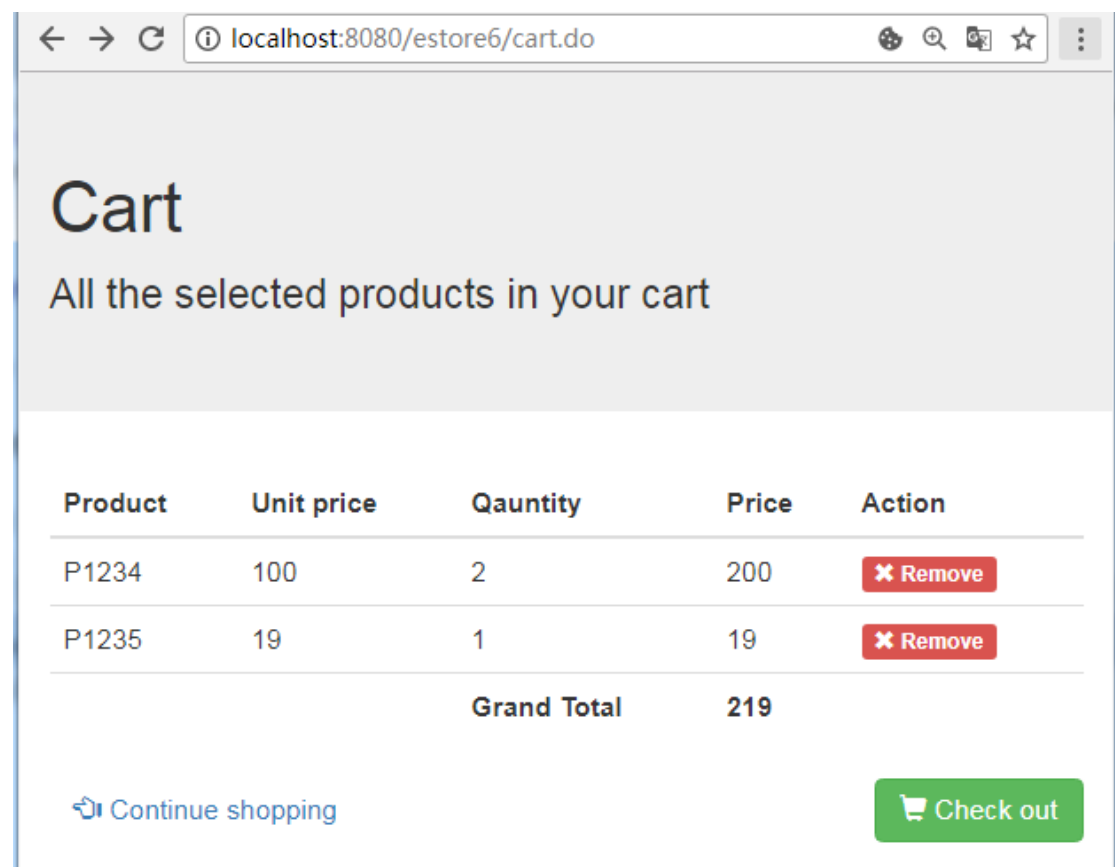 localhost:8080/estore6/cart.do
Cart
All the selected products in your cart
Product Unit price Qauntity Price Action
P1234 100 2 200 Remove
P1235 19 1 19 Remove
Grand Total 219
Continue shopping Check out